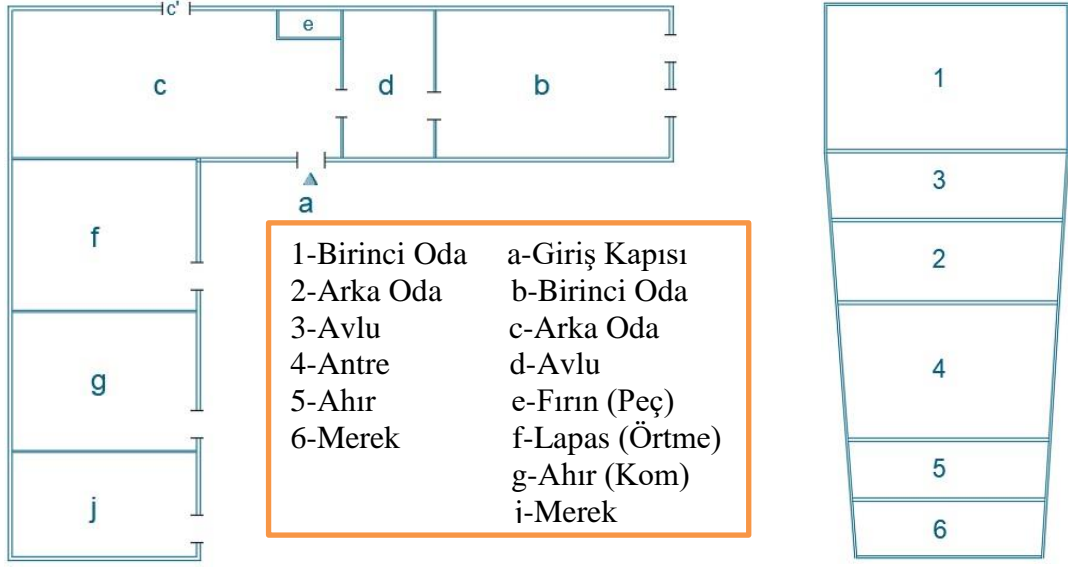 c'
e
c
d
b
a
f
g
j
1-Birinci Oda a-Giriş Kapısı
2-Arka Oda b-Birinci Oda
3-Avlu c-Arka Oda
4-Antre d-Avlu
5-Ahır e-Fırın (Peç)
6-Merek f-Lapas (Örtme)
g-Ahır (Kom)
j-Merek
1
3
2
4
5
6